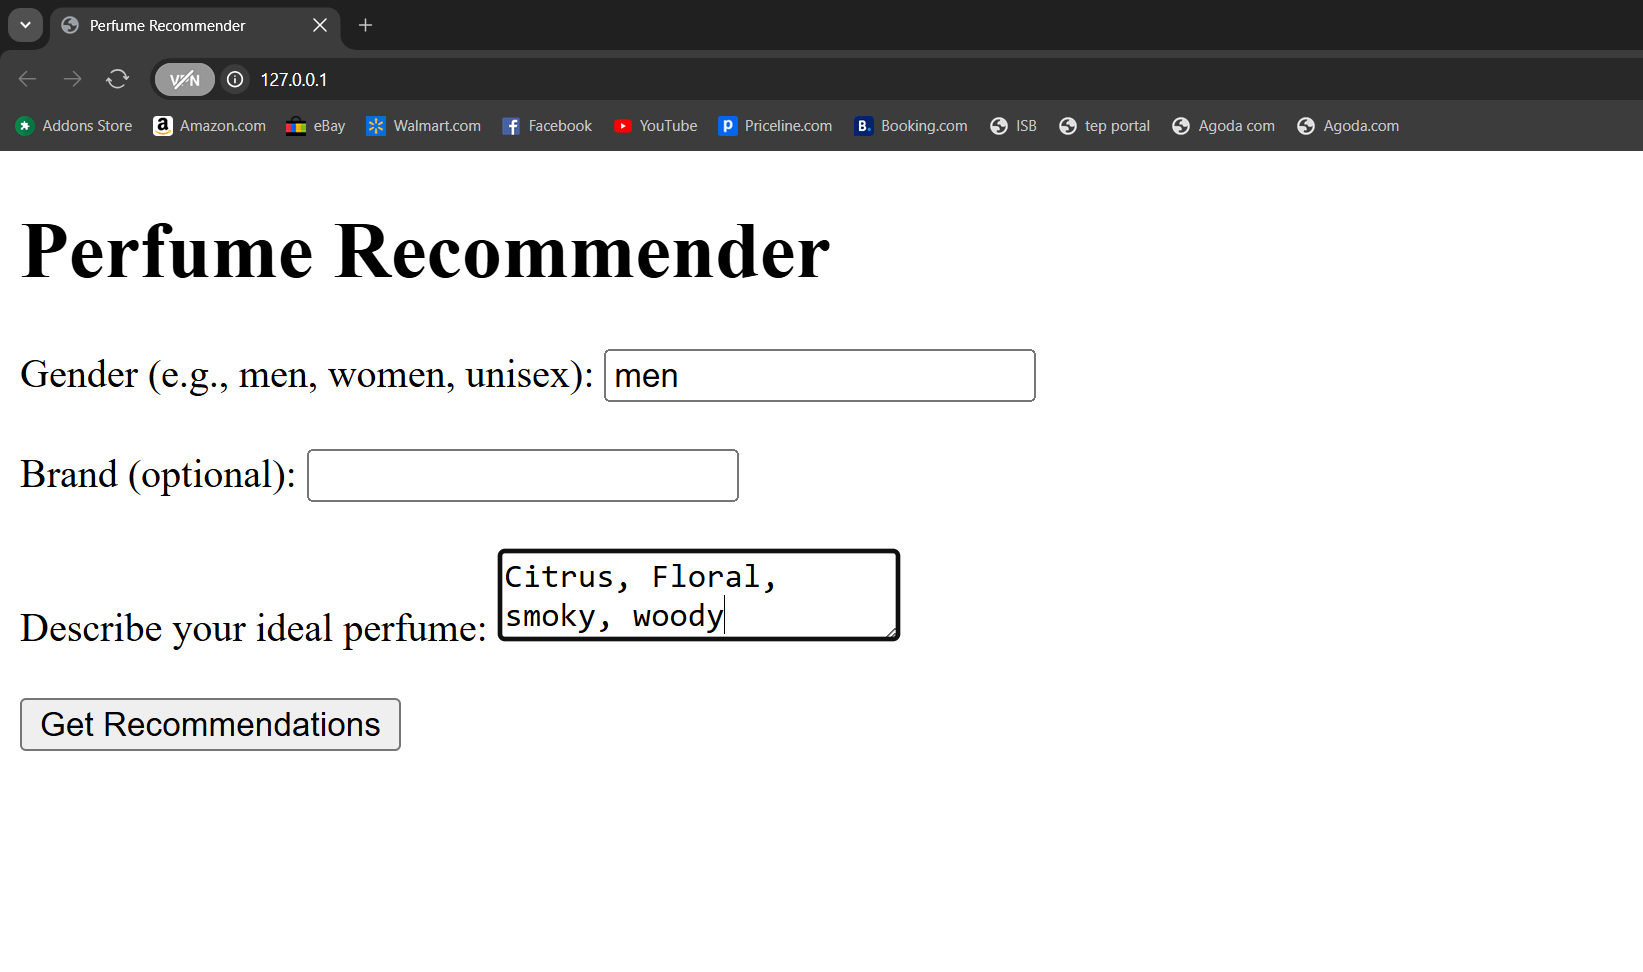 Perfume Recommender
VPN
127.0.0.1
Addons Store
a Amazon.com
eBay
Walmart.com
f Facebook
YouTube
p Priceline.com
B. Booking.com
ISB
tep portal
Agoda com
Agoda.com
Perfume Recommender
Gender (e.g., men, women, unisex): men
Brand (optional):
Citrus, Floral,
Describe your ideal perfume: smoky, woody
Get Recommendations